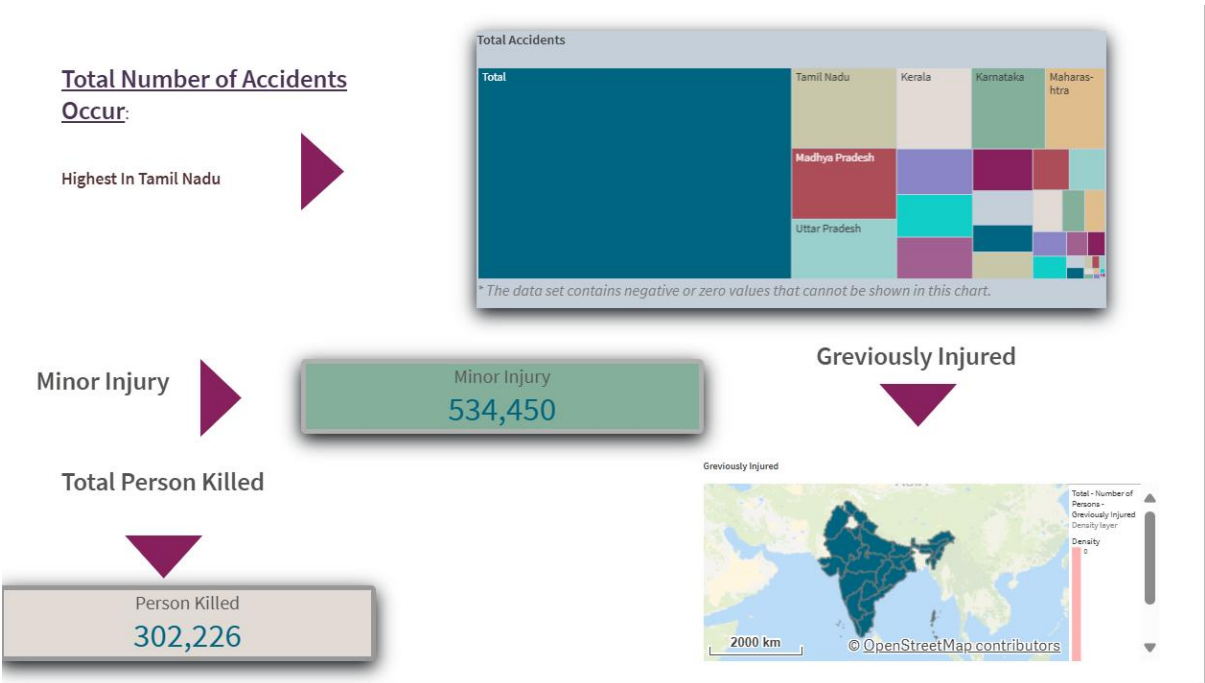 Total Number of Accidents
Occur:
Highest In Tamil Nadu
Total Accidents
Total
Tamil Nadu
Kerala
Karnataka
Maharas-
htra
Madhya Pradesh
Uttar Pradesh
* The data set contains negative or zero values that cannot be shown in this chart.
Minor Injury
Minor Injury
534,450
Greviously Injured
Total Person Killed
Person Killed
302,226
Greviously Injured
Total - Number of
Persons -
Greviously Injured
Density layer
Density
0
2000 km
© OpenStreetMap contributors